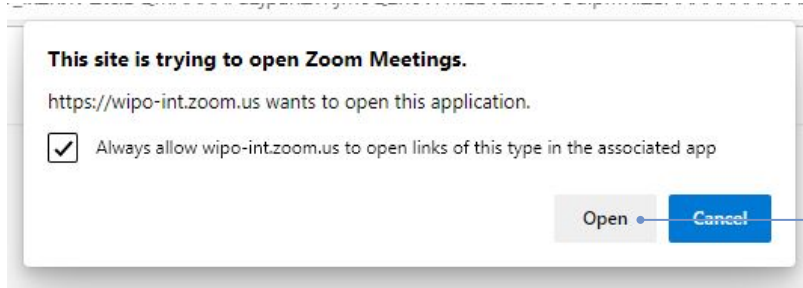 This site is trying to open Zoom Meetings.
https://wipo-int.zoom.us wants to open this application.
Always allow wipo-int.zoom.us to open links of this type in the associated app
Open
Cancel